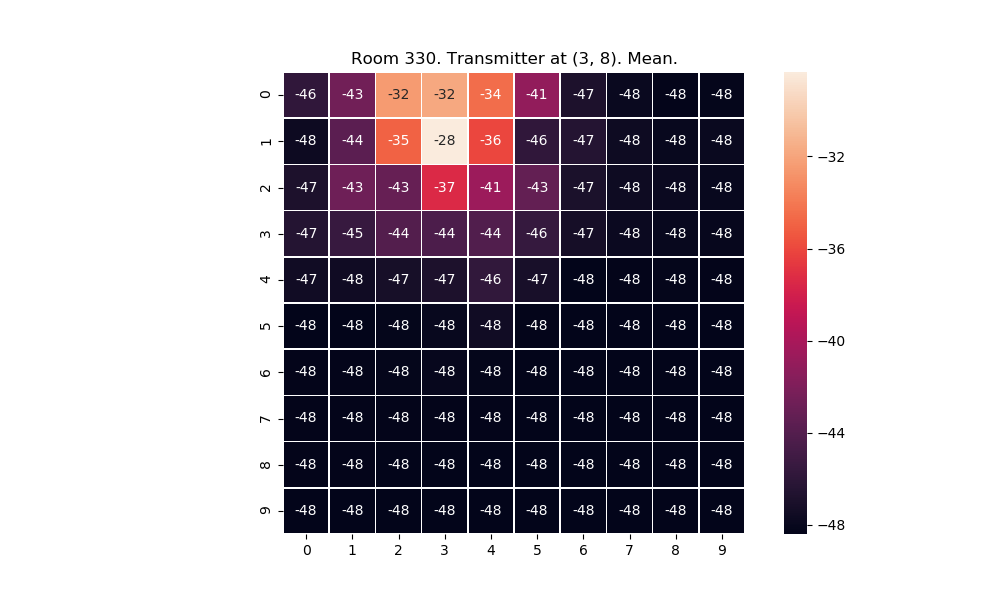 Room 330. Transmitter at (3, 8). Mean.
0 -46 -43 -32 -32 -34 -41 -47 -48 -48 -48
1 -48 -44 -35 -28 -36 -46 -47 -48 -48 -48
2 -47 -43 -43 -37 -41 -43 -47 -48 -48 -48
3 -47 -45 -44 -44 -44 -46 -47 -48 -48 -48
4 -47 -48 -47 -47 -46 -47 -48 -48 -48 -48
5 -48 -48 -48 -48 -48 -48 -48 -48 -48 -48
6 -48 -48 -48 -48 -48 -48 -48 -48 -48 -48
7 -48 -48 -48 -48 -48 -48 -48 -48 -48 -48
8 -48 -48 -48 -48 -48 -48 -48 -48 -48 -48
9 -48 -48 -48 -48 -48 -48 -48 -48 -48 -48
0 1 2 3 4 5 6 7 8 9
−32
−36
−40
−44
−48